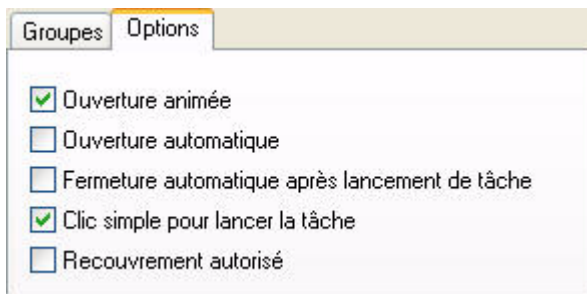 Groupes Options
Ouverture animée
Ouverture automatique
Fermeture automatique après lancement de tâche
Clic simple pour lancer la tâche
Recouvrement autorisé